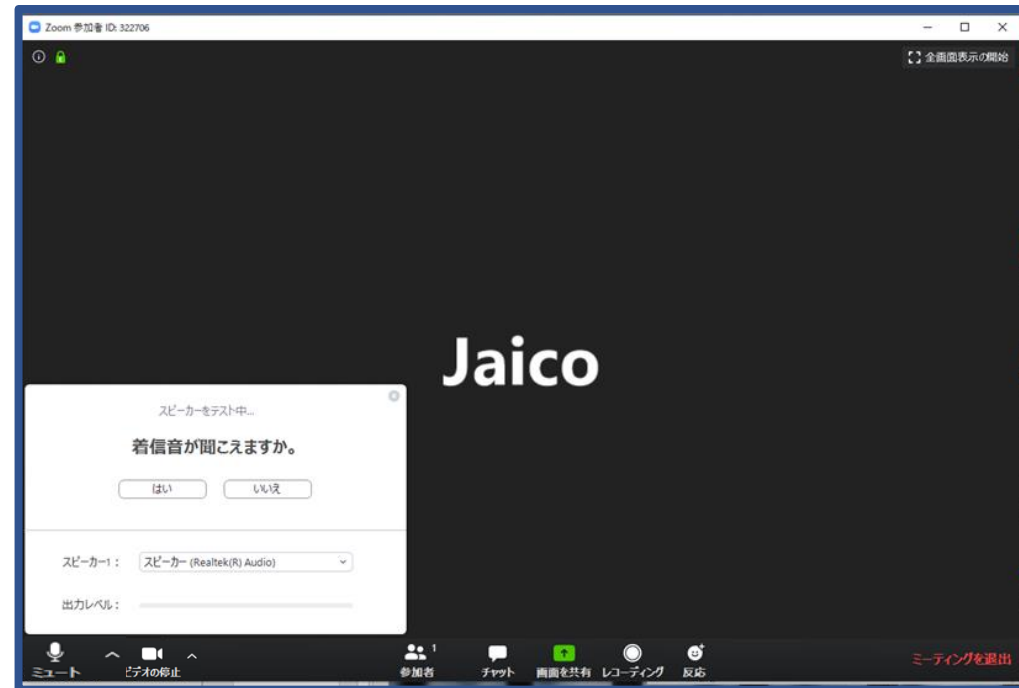 Zoom 参加者 ID: 322706
全画面表示の開始
Jaico
スピーカーをテスト中...
着信音が聞こえますか。
はい いいえ
スピーカー1： スピーカー (Realtek(R) Audio)
出力レベル：
1
ミュート ビデオの停止 参加者 チャット 画面を共有 レコーディング 反応 ミーティングを退出